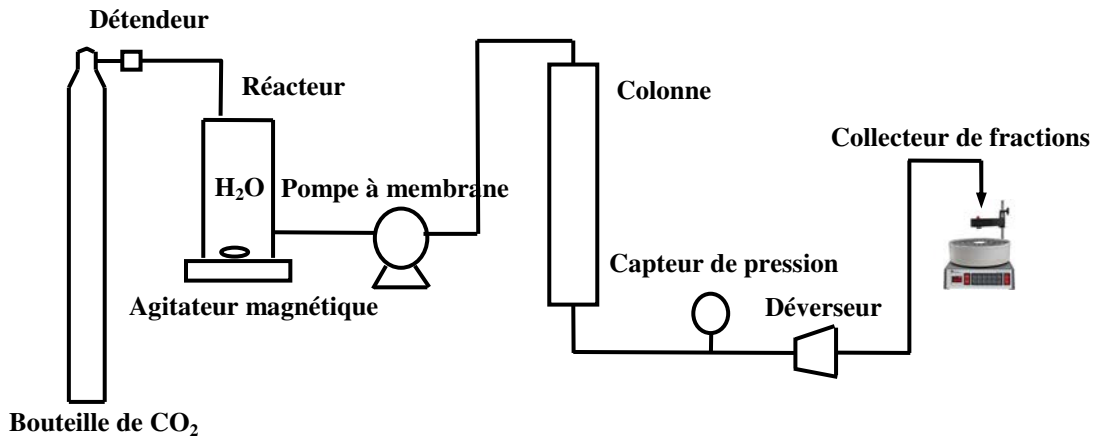 Détendeur
Réacteur
Colonne
Collecteur de fractions
H₂O
Pompe à membrane
Capteur de pression
Agitateur magnétique
Déverseur
Bouteille de CO₂